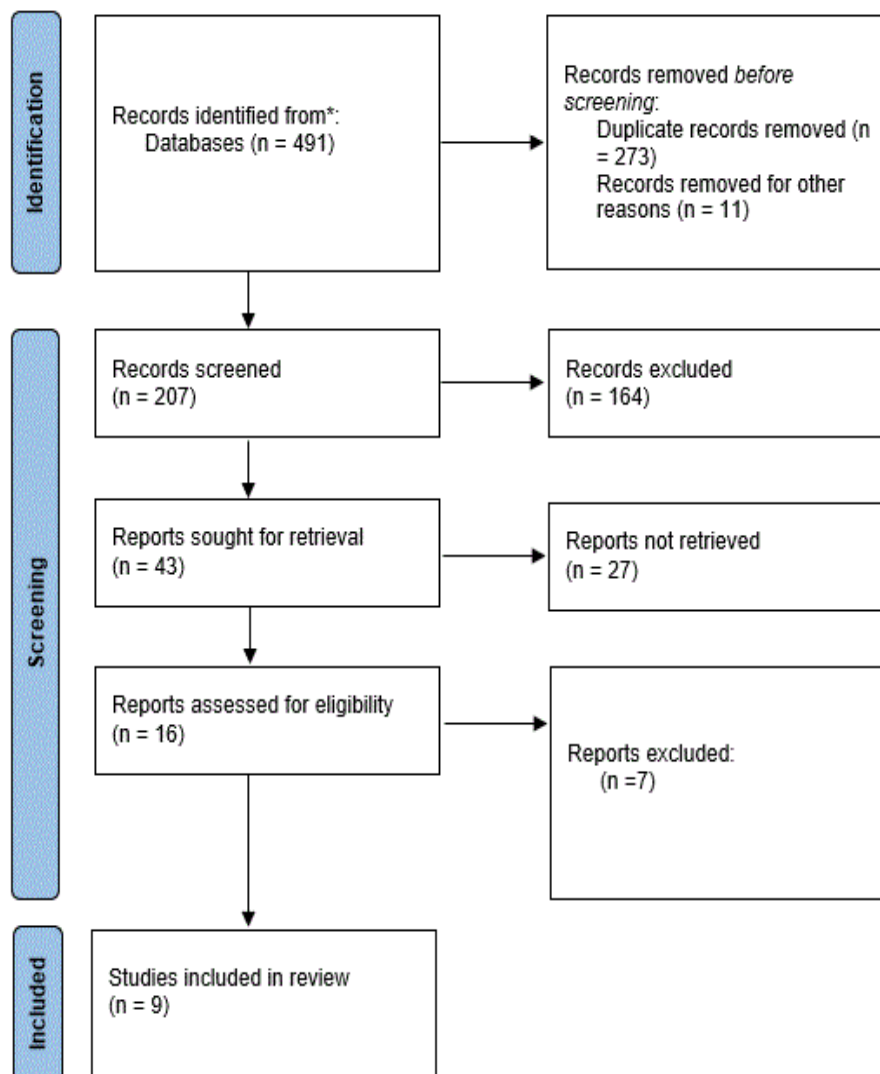 Identification
Records identified from*:
Databases (n = 491)
Records removed before
screening:
Duplicate records removed (n
= 273)
Records removed for other
reasons (n = 11)
Screening
Records screened
(n = 207)
Records excluded
(n = 164)
Reports sought for retrieval
(n = 43)
Reports not retrieved
(n = 27)
Reports assessed for eligibility
(n = 16)
Reports excluded:
(n =7)
Included
Studies included in review
(n = 9)